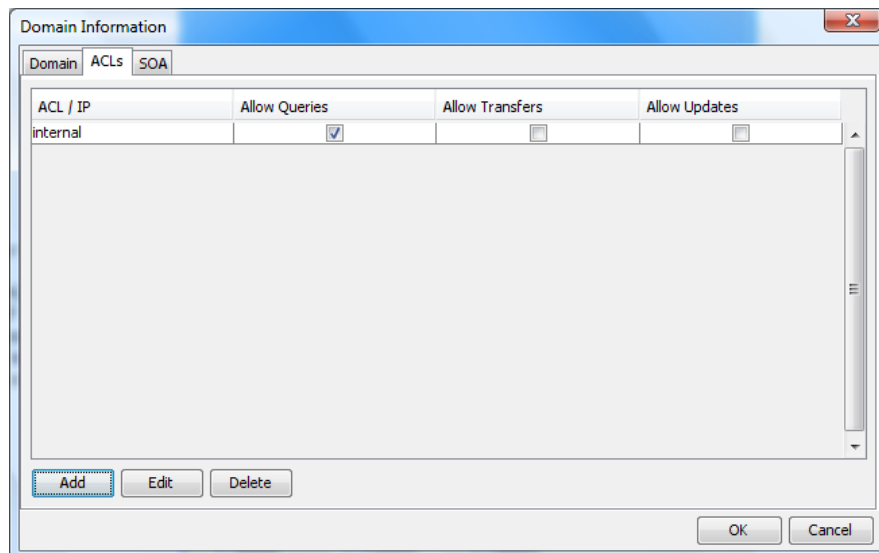 Domain Information
Domain ACLs SOA
ACL / IP Allow Queries Allow Transfers Allow Updates
internal
Add Edit Delete
OK Cancel